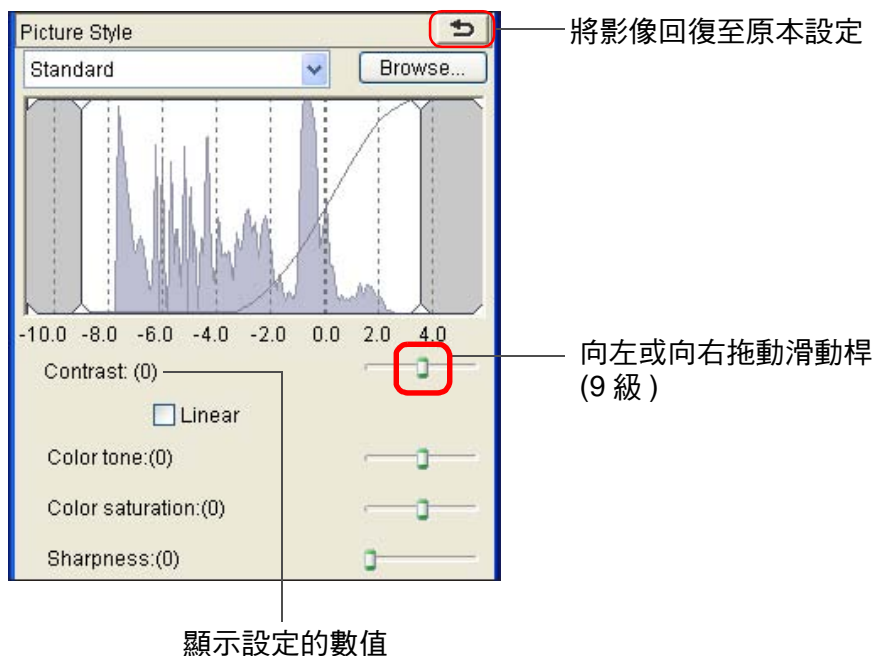 Picture Style
將影像回復至原本設定
Standard
Browse...
-10.0 -8.0 -6.0 -4.0 -2.0 0.0 2.0 4.0
Contrast: (0)
向左或向右拖動滑動桿
(9 級 )
Linear
Color tone:(0)
Color saturation:(0)
Sharpness:(0)
顯示設定的數值